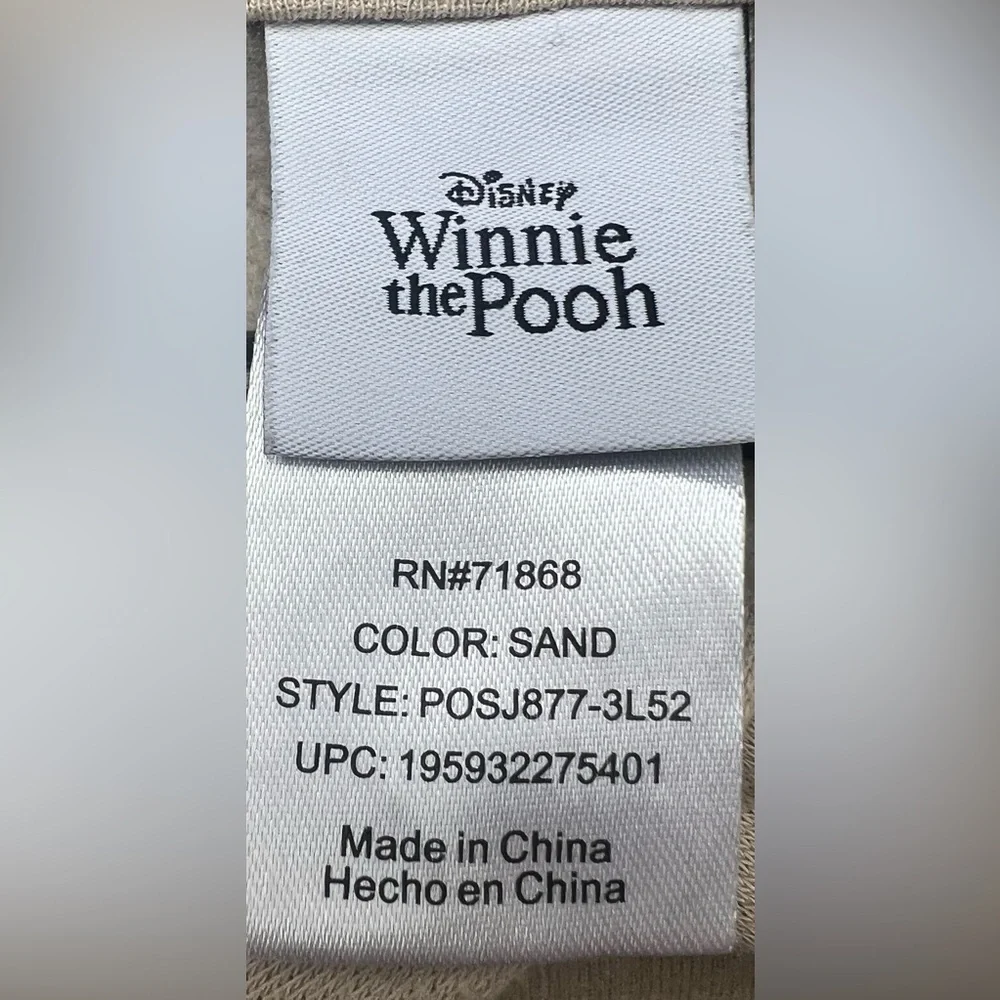 Disney
Winnie
the Pooh
RN#71868
COLOR: SAND
STYLE: POSJ877-3L52
UPC: 195932275401
Made in China
Hecho en China